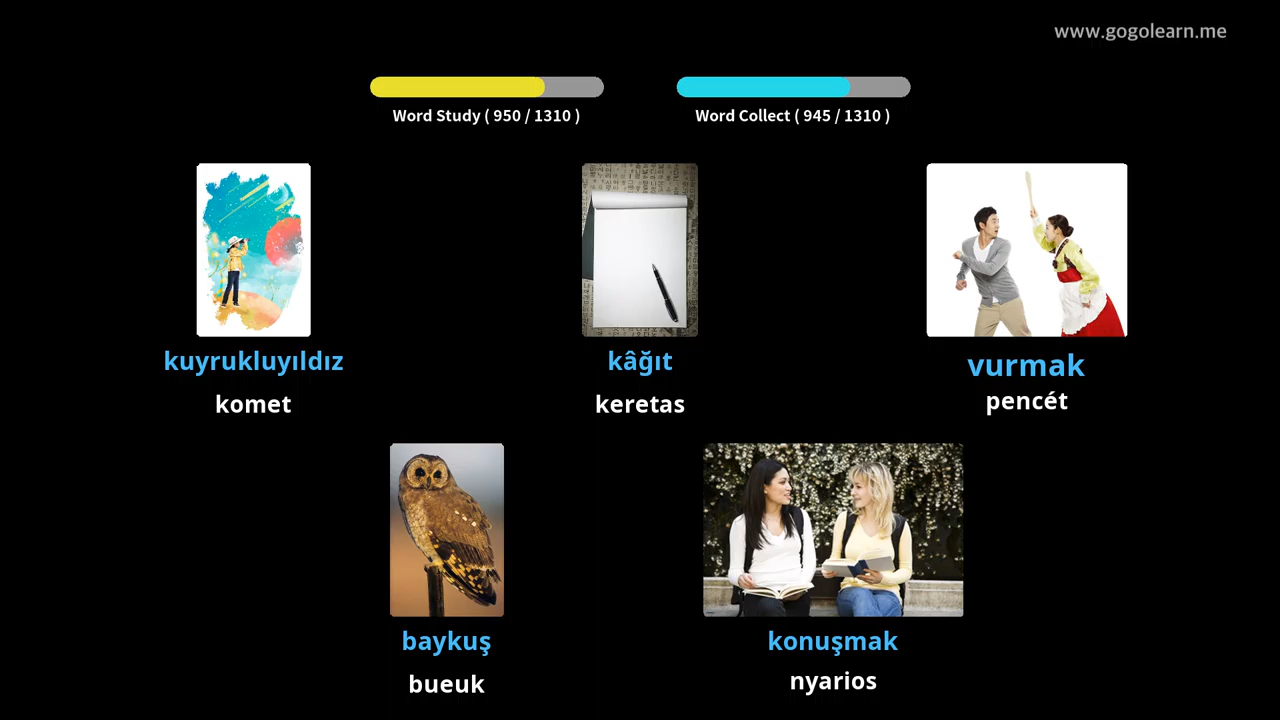 www.gogolearn.me
Word Study ( 950 / 1310 )
Word Collect ( 945 / 1310 )
kuyrukluyıldız
komet
kâğıt
keretas
vurmak
pencét
baykuş
bueuk
konuşmak
nyarios